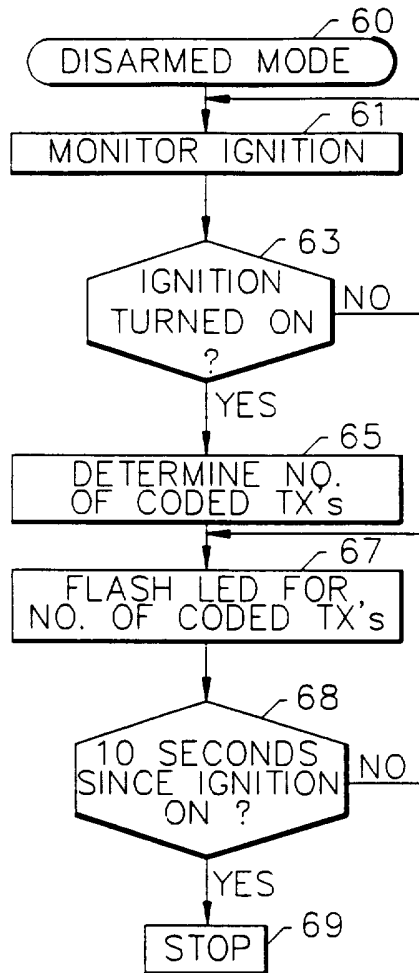 60
DISARMED MODE
61
MONITOR IGNITION
63
IGNITION
TURNED ON
?
NO
YES
65
DETERMINE NO.
OF CODED TX's
67
FLASH LED FOR
NO. OF CODED TX's
68
10 SECONDS
SINCE IGNITION
ON ?
NO
YES
69
STOP